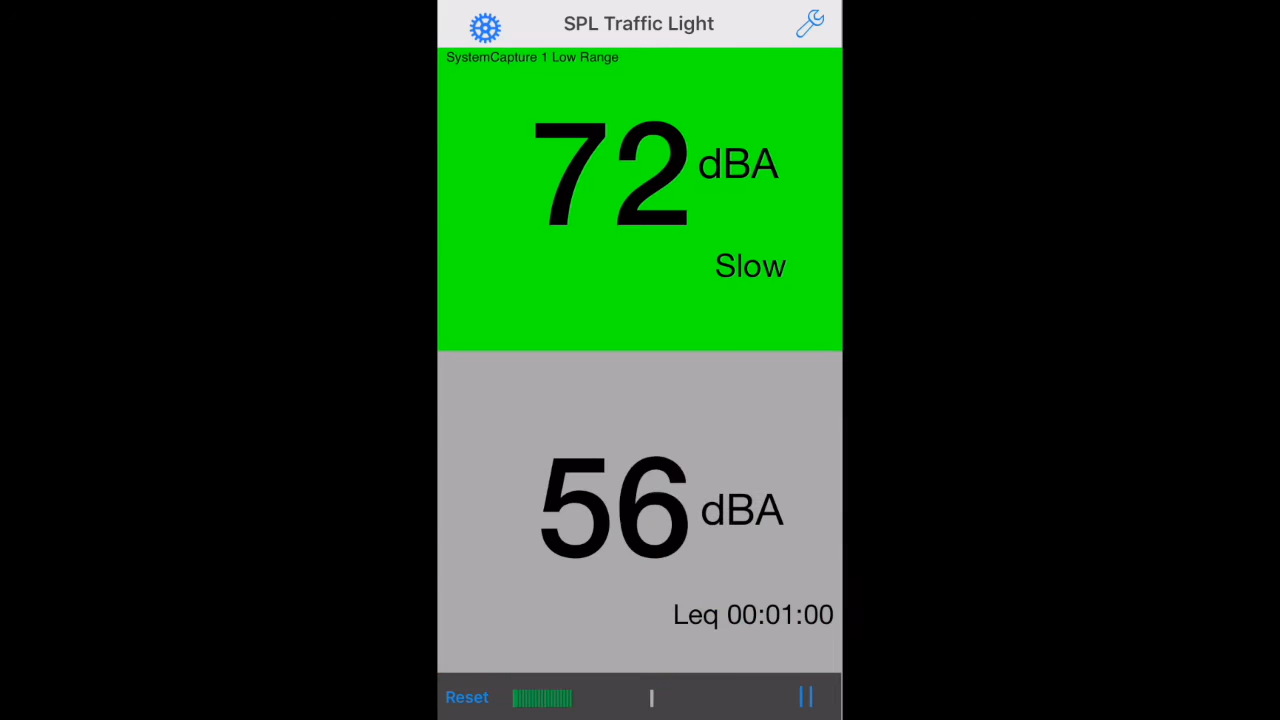 SPL Traffic Light
SystemCapture 1 Low Range
72 dBA
Slow
56 dBA
Leq 00:01:00
Reset